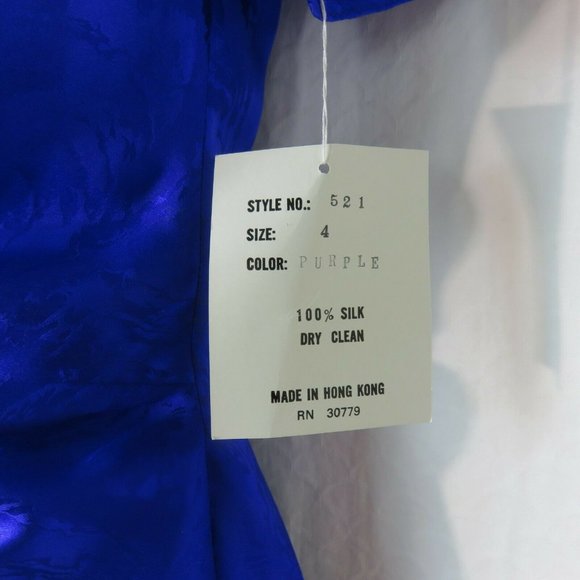 STYLE NO.: 521
SIZE: 4
COLOR: PURPLE
100% SILK
DRY CLEAN
MADE IN HONG KONG
RN 30779